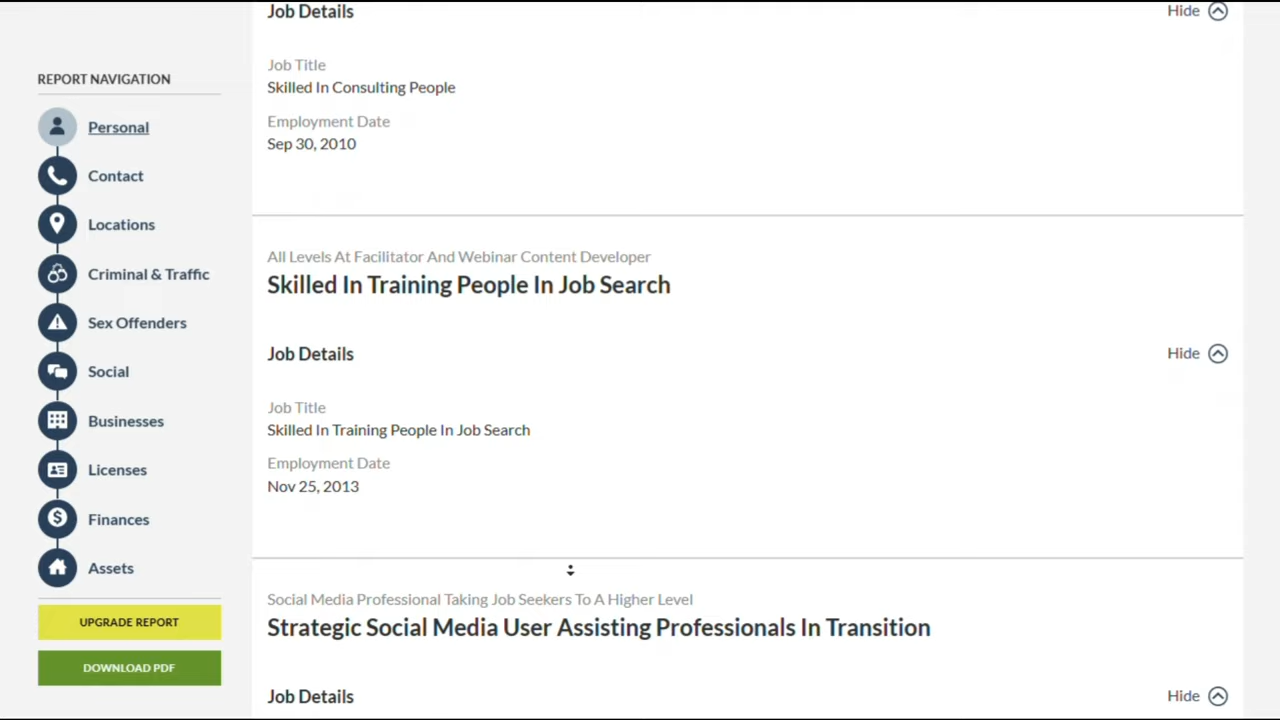 Job Details
Hide
REPORT NAVIGATION
Personal
Contact
Locations
Criminal & Traffic
Sex Offenders
Social
Businesses
Licenses
Finances
Assets
UPGRADE REPORT
DOWNLOAD PDF
Job Title
Skilled In Consulting People
Employment Date
Sep 30, 2010
All Levels At Facilitator And Webinar Content Developer
Skilled In Training People In Job Search
Job Details
Hide
Job Title
Skilled In Training People In Job Search
Employment Date
Nov 25, 2013
Social Media Professional Taking Job Seekers To A Higher Level
Strategic Social Media User Assisting Professionals In Transition
Job Details
Hide